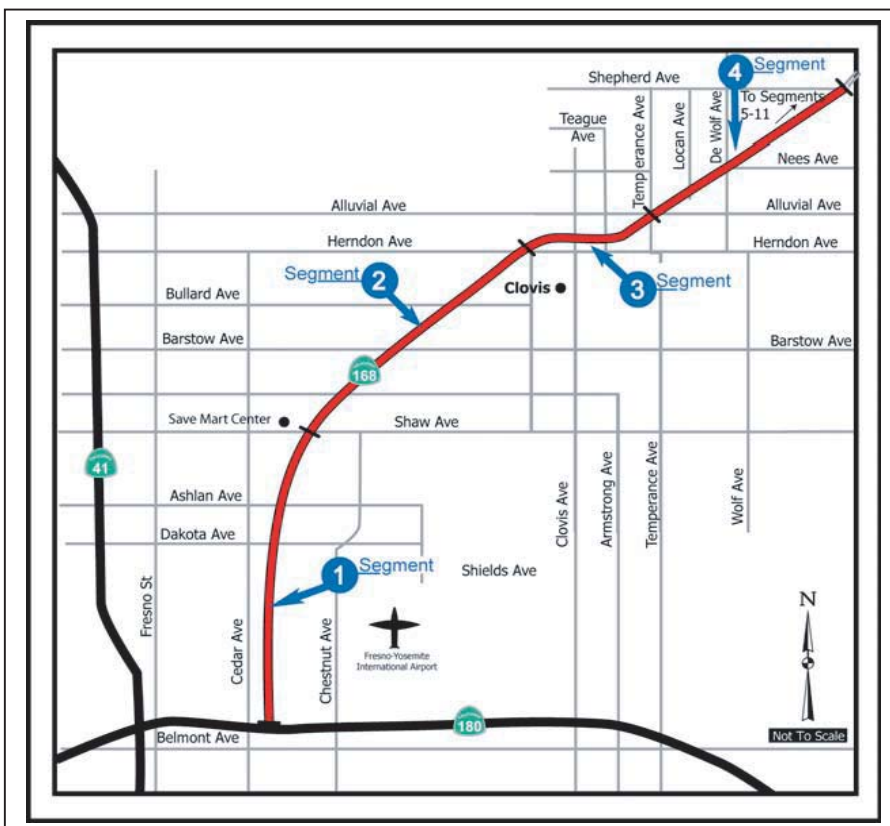 4 Segment
Shepherd Ave
To Segments
5-11
Teague
Ave
Temperance Ave
Locan Ave
De Wolf Ave
Nees Ave
Alluvial Ave
Alluvial Ave
Herndon Ave
Herndon Ave
Segment 2
3 Segment
Clovis
Bullard Ave
Barstow Ave
Barstow Ave
168
Save Mart Center
Shaw Ave
41
Ashlan Ave
Dakota Ave
Clovis Ave
Armstrong Ave
Temperance Ave
Wolf Ave
1 Segment
Shields Ave
Fresno St
Cedar Ave
Chestnut Ave
Fresno-Yosemite
International Airport
N
180
Belmont Ave
Not To Scale